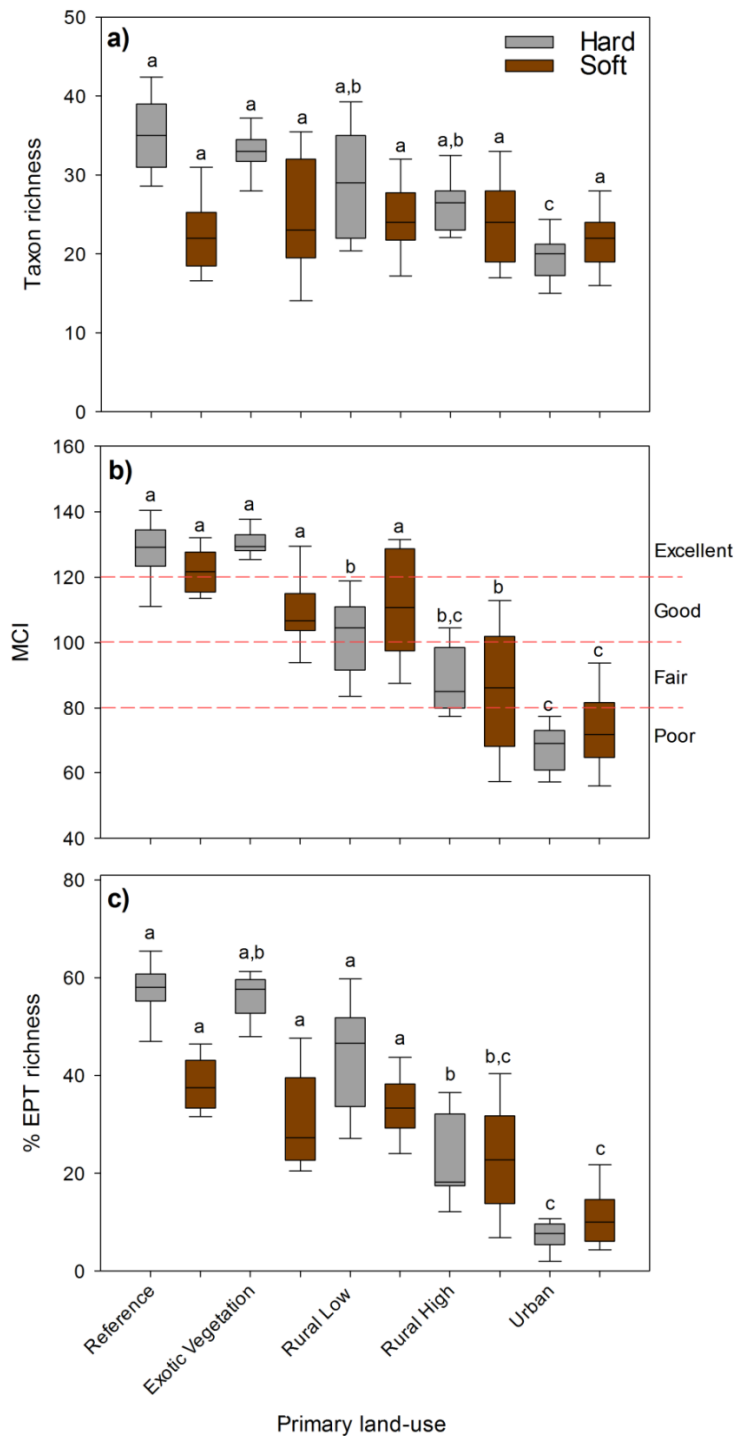 a)
Hard
Soft
50
40
30
20
10
0
Taxon richness
a
a
a
a
a,b
a
a,b
a
c
a
b)
160
140
120
100
80
60
40
MCI
a
a
a
a
b
a
b,c
b
c
c
Excellent
Good
Fair
Poor
c)
80
60
40
20
0
% EPT richness
a
a
a,b
a
a
a
b
b,c
c
c
Reference
Exotic Vegetation
Rural Low
Rural High
Urban
Primary land-use